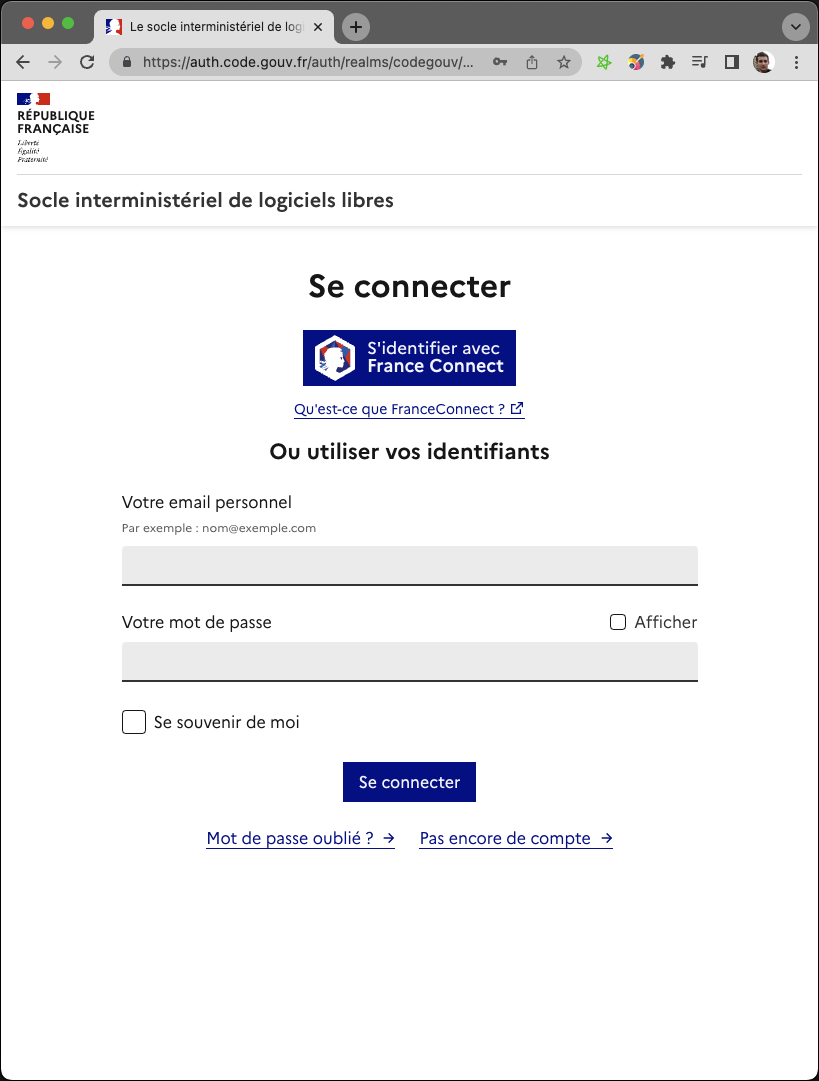 Le socle interministériel de logi
https://auth.code.gouv.fr/auth/realms/codegouv/...
RÉPUBLIQUE
FRANÇAISE
Liberté
Égalité
Fraternité
Socle interministériel de logiciels libres
Se connecter
S'identifier avec
France Connect
Qu'est-ce que FranceConnect ?
Ou utiliser vos identifiants
Votre email personnel
Par exemple : nom@exemple.com
Votre mot de passe
Afficher
Se souvenir de moi
Se connecter
Mot de passe oublié ? →
Pas encore de compte →